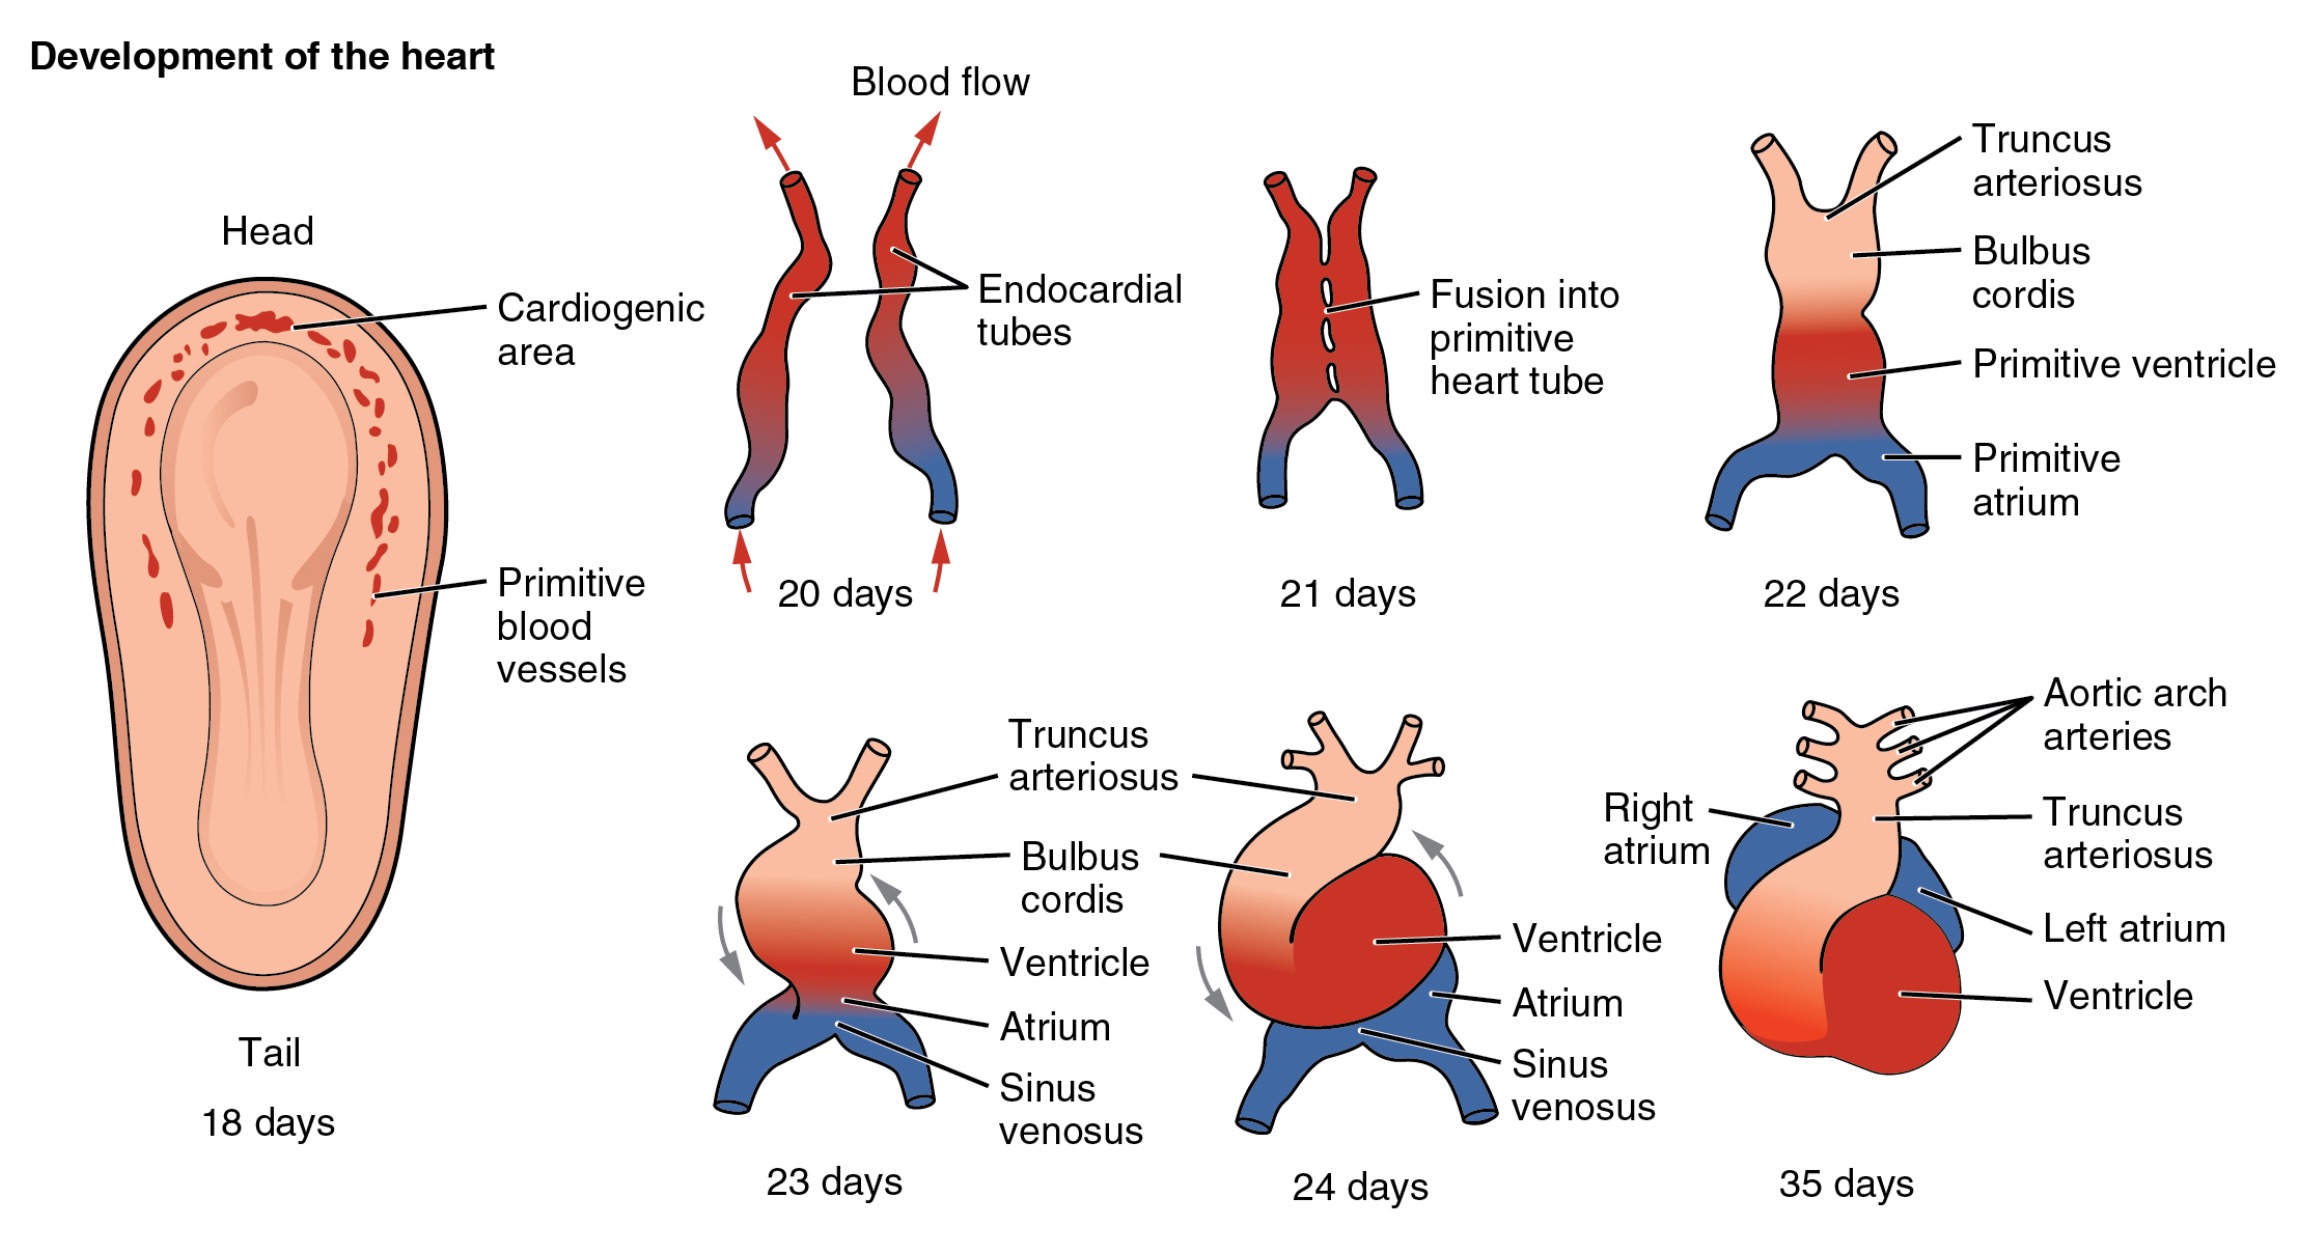 Development of the heart
Head
Cardiogenic
area
Primitive
blood
vessels
Tail
18 days
Blood flow
Endocardial
tubes
20 days
Fusion into
primitive
heart tube
21 days
Truncus
arteriosus
Bulbus
cordis
Primitive ventricle
Primitive
atrium
22 days
Truncus
arteriosus
Bulbus
cordis
Ventricle
Atrium
Sinus
venosus
23 days
Ventricle
Atrium
Sinus
venosus
24 days
Right
atrium
Aortic arch
arteries
Truncus
arteriosus
Left atrium
Ventricle
35 days